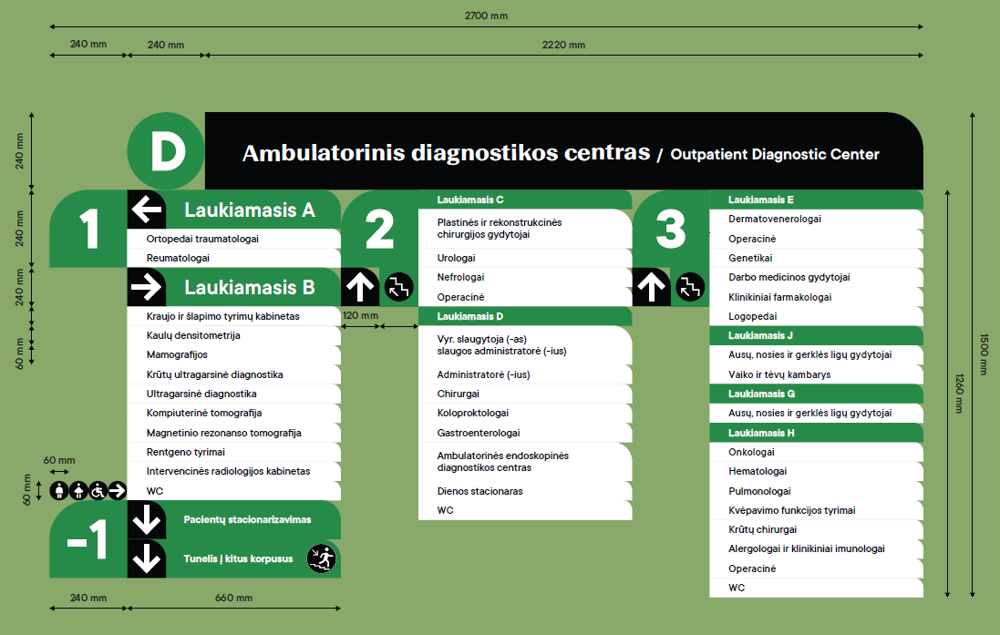 2700 mm
240 mm
240 mm
2220 mm
240 mm
D
Ambulatorinis diagnostikos centras / Outpatient Diagnostic Center
240 mm
1
Laukiamasis A
Ortopedai traumatologai
Reumatologai
240 mm
Laukiamasis B
Kraujo ir šlapimo tyrimų kabinetas
Kaulų densitometrija
60 mm
Mamografijos
Krūtų ultragarsinė diagnostika
Ultragarsinė diagnostika
Kompiuterinė tomografija
Magnetinio rezonanso tomografija
Rentgeno tyrimai
Intervencinės radiologijos kabinetas
60 mm
60 mm
WC
-1
Pacientų stacionarizavimas
Tunelis į kitus korpusus
240 mm
660 mm
2
120 mm
Laukiamasis C
Plastinės ir rekonstrukcinės
chirurgijos gydytojai
Urologai
Nefrologai
Operacinė
Laukiamasis D
Vyr. slaugytoja (-as)
slaugos administratorė (-ius)
Administratorė (-ius)
Chirurgai
Koloproktologai
Gastroenterologai
Ambulatorinės endoskopinės
diagnostikos centras
Dienos stacionaras
WC
3
Laukiamasis E
Dermatovenerologai
Operacinė
Genetikai
Darbo medicinos gydytojai
Klinikiniai farmakologai
Logopedai
Laukiamasis J
Ausų, nosies ir gerklės ligų gydytojai
Vaiko ir tėvų kambarys
Laukiamasis G
Ausų, nosies ir gerklės ligų gydytojai
Laukiamasis H
Onkologai
Hematologai
Pulmonologai
Kvėpavimo funkcijos tyrimai
Krūtų chirurgai
Alergologai ir klinikiniai imunologai
Operacinė
WC
1260 mm
1500 mm